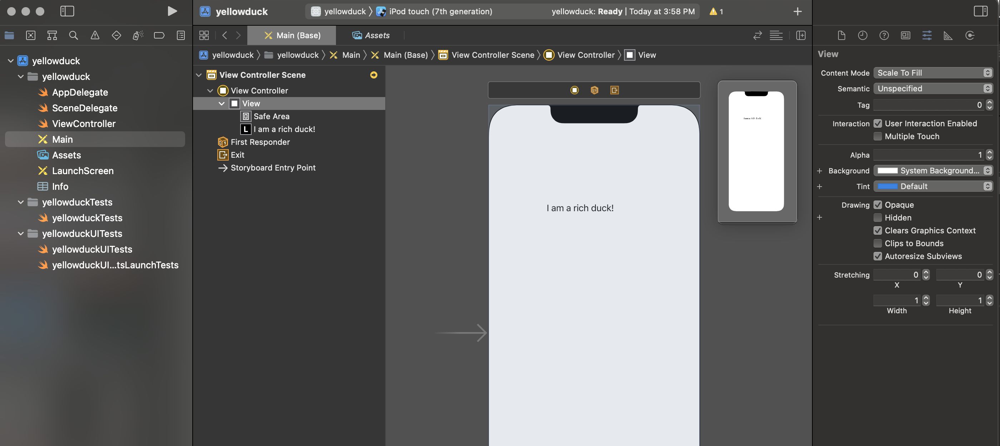 yellowduck
yellowduck
iPod touch (7th generation)
yellowduck: Ready | Today at 3:58 PM
1
Main (Base)
Assets
yellowduck
yellowduck
Main
Main (Base)
View Controller Scene
View Controller
View
yellowduck
yellowduck
AppDelegate
SceneDelegate
ViewController
Main
Assets
LaunchScreen
Info
yellowduckTests
yellowduckTests
yellowduckUITests
yellowduckUITests
yellowduckUI...tsLaunchTests
View Controller Scene
View Controller
View
Safe Area
L I am a rich duck!
First Responder
Exit
Storyboard Entry Point
I am a rich duck!
View
Content Mode Scale To Fill
Semantic Unspecified
Tag 0
Interaction User Interaction Enabled
Multiple Touch
Alpha 1
Background System Background...
Tint Default
Drawing Opaque
Hidden
Clears Graphics Context
Clips to Bounds
Autoresize Subviews
Stretching 0 0
X Y
1 1
Width Height